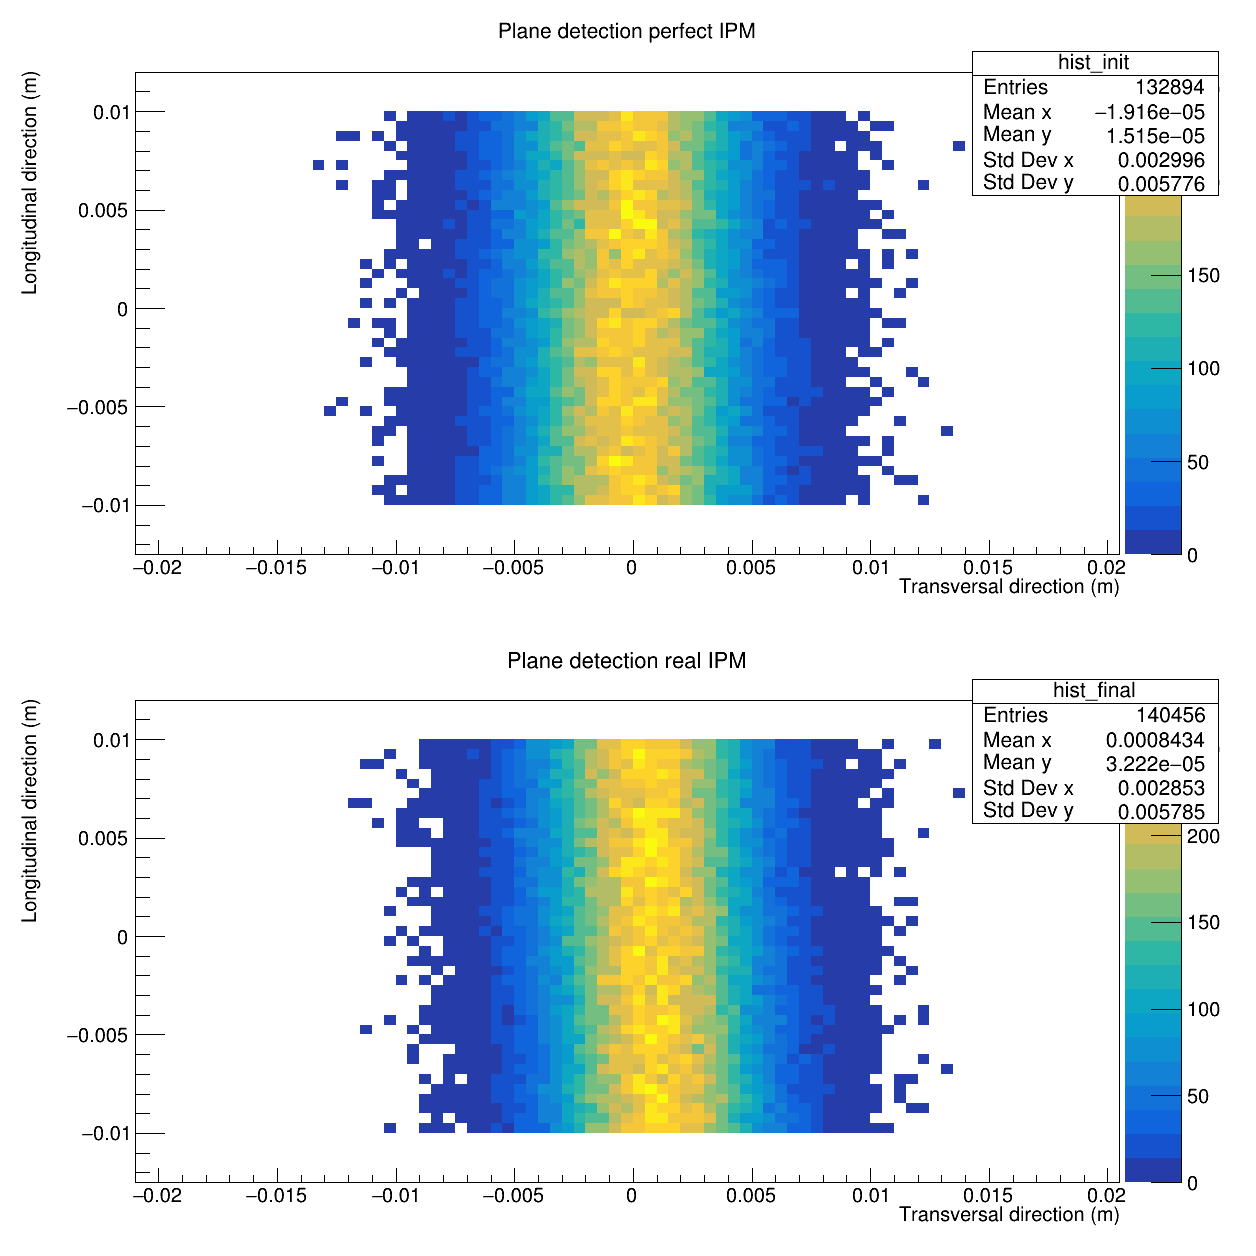 Plane detection perfect IPM
hist_init
Entries 132894
Mean x −1.916e−05
Mean y 1.515e−05
Std Dev x 0.002996
Std Dev y 0.005776
Longitudinal direction (m)
0.01
0.005
0
−0.005
−0.01
150
100
50
0
−0.02 −0.015 −0.01 −0.005 0 0.005 0.01 0.015 0.02
Transversal direction (m)
Plane detection real IPM
hist_final
Entries 140456
Mean x 0.0008434
Mean y 3.222e−05
Std Dev x 0.002853
Std Dev y 0.005785
Longitudinal direction (m)
0.01
0.005
0
−0.005
−0.01
200
150
100
50
0
−0.02 −0.015 −0.01 −0.005 0 0.005 0.01 0.015 0.02
Transversal direction (m)